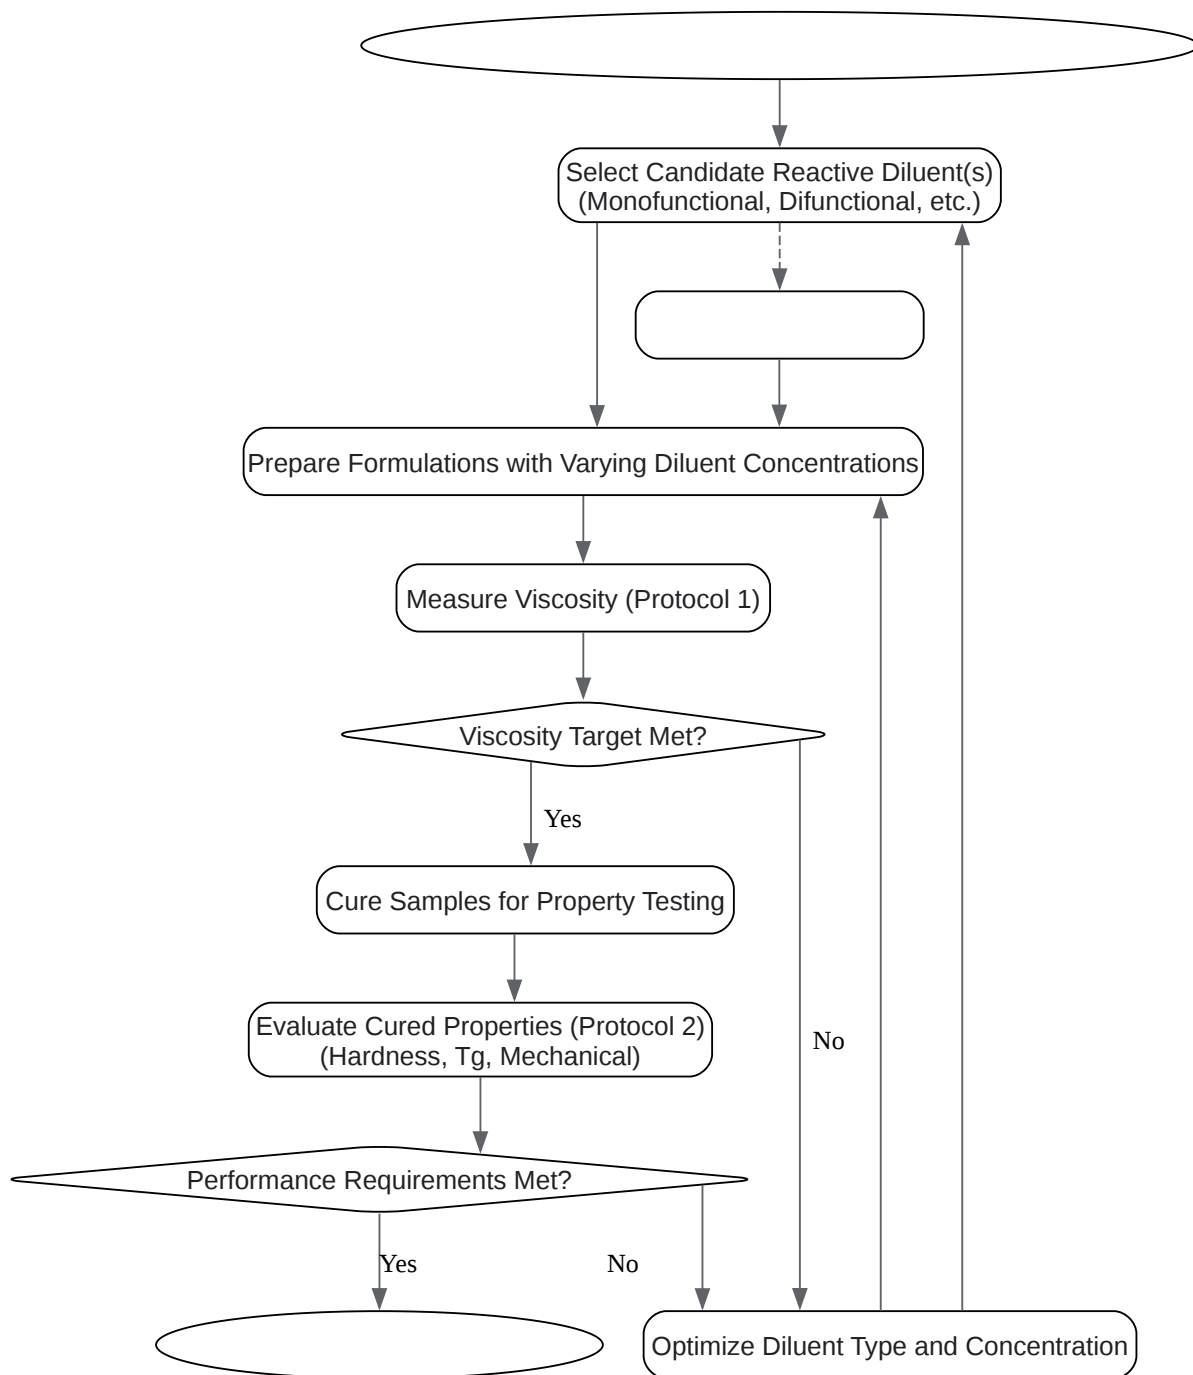 Select Candidate Reactive Diluent(s)
(Monofunctional, Difunctional, etc.)
Prepare Formulations with Varying Diluent Concentrations
Measure Viscosity (Protocol 1)
Viscosity Target Met?
Yes
Cure Samples for Property Testing
Evaluate Cured Properties (Protocol 2)
(Hardness, Tg, Mechanical)
No
Performance Requirements Met?
Yes
No
Optimize Diluent Type and Concentration